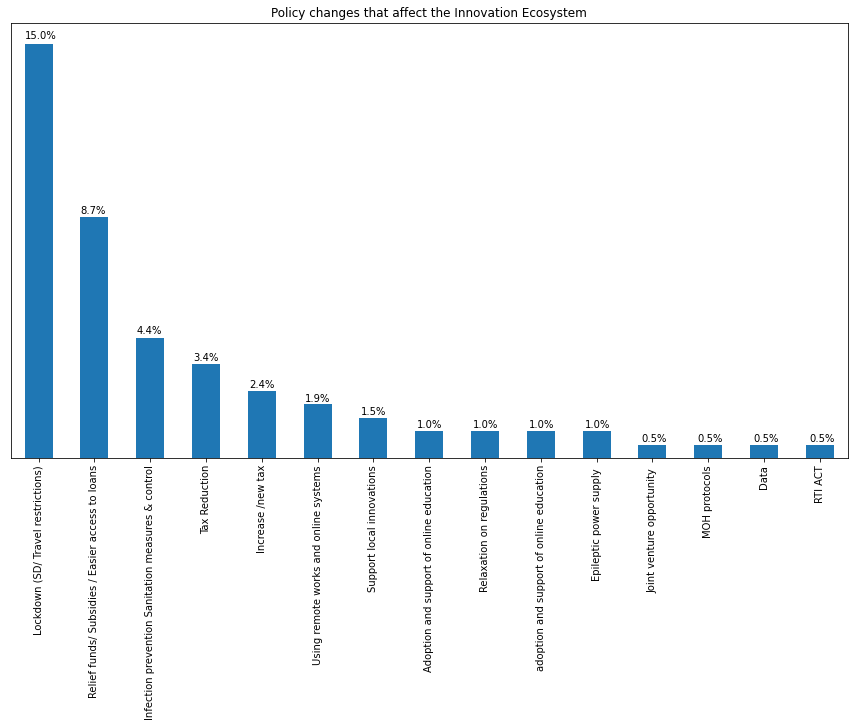 Policy changes that affect the Innovation Ecosystem
15.0%
8.7%
4.4%
3.4%
2.4%
1.9%
1.5%
1.0%
1.0%
1.0%
1.0%
0.5%
0.5%
0.5%
0.5%
Lockdown (SD/ Travel restrictions)
Relief funds/ Subsidies / Easier access to loans
Infection prevention Sanitation measures & control
Tax Reduction
Increase /new tax
Using remote works and online systems
Support local innovations
Adoption and support of online education
Relaxation on regulations
adoption and support of online education
Epileptic power supply
Joint venture opportunity
MOH protocols
Data
RTI ACT